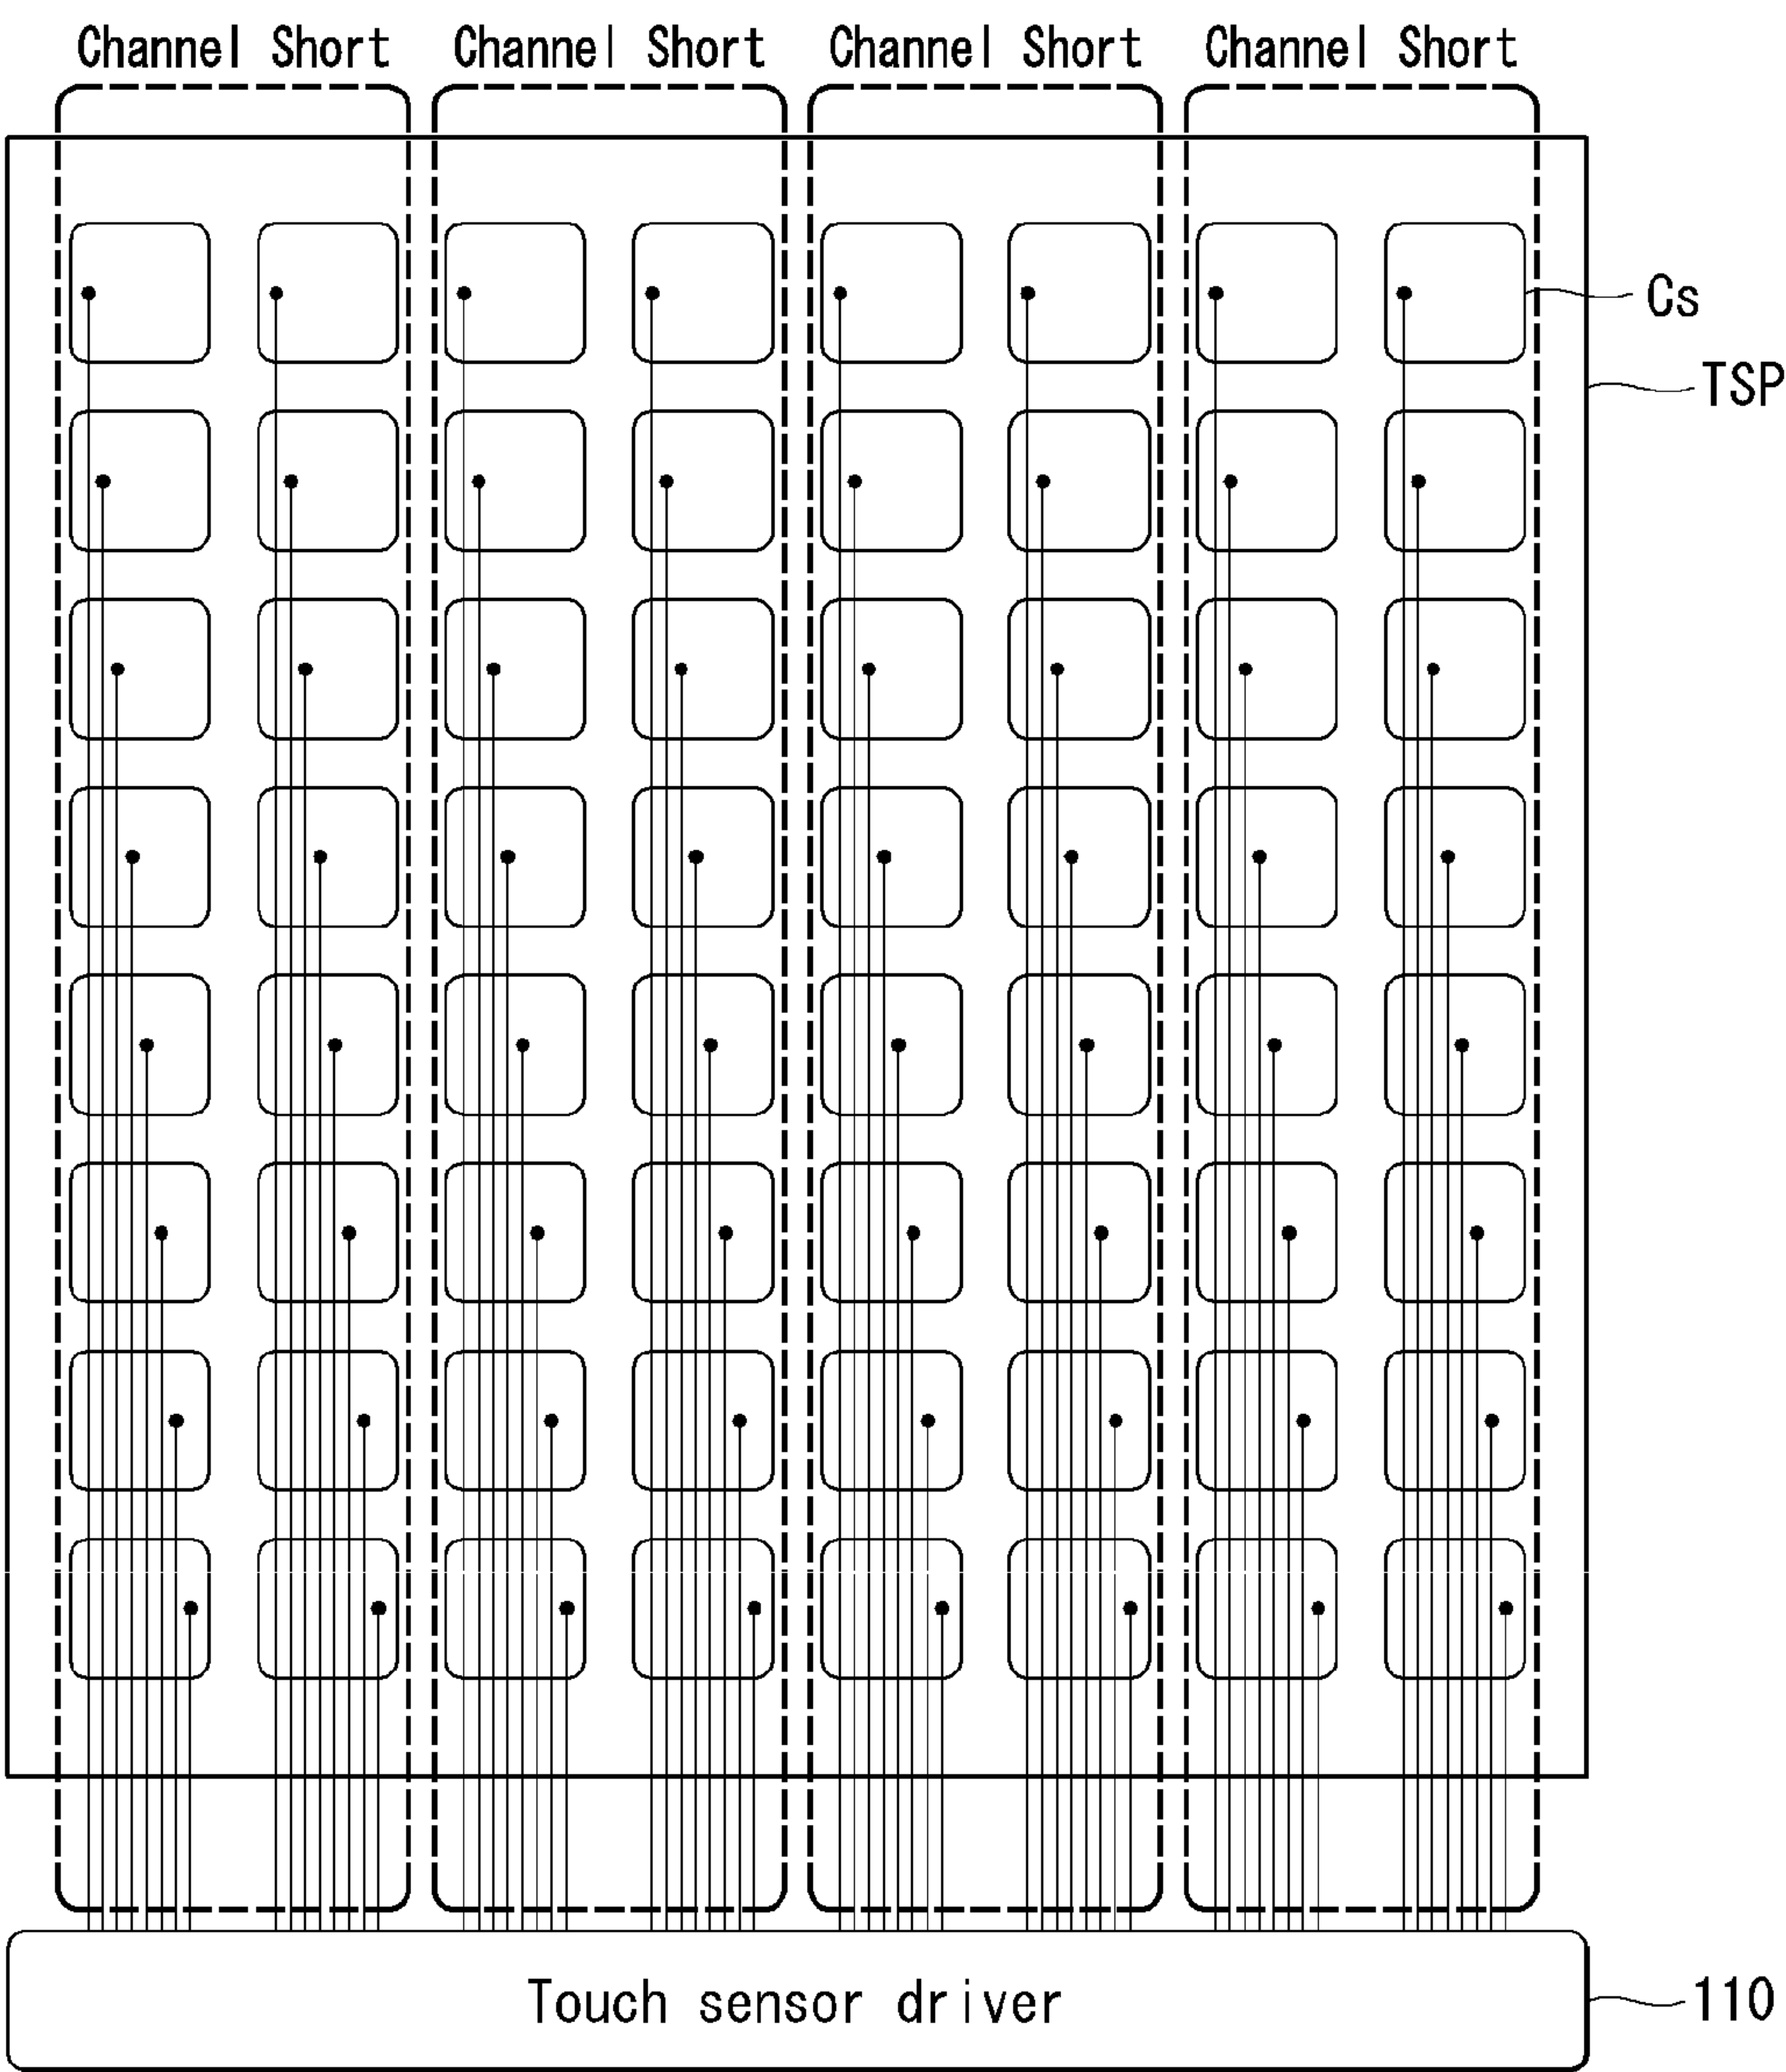 Channel Short Channel Short Channel Short Channel Short
Cs
TSP
Touch sensor driver
110